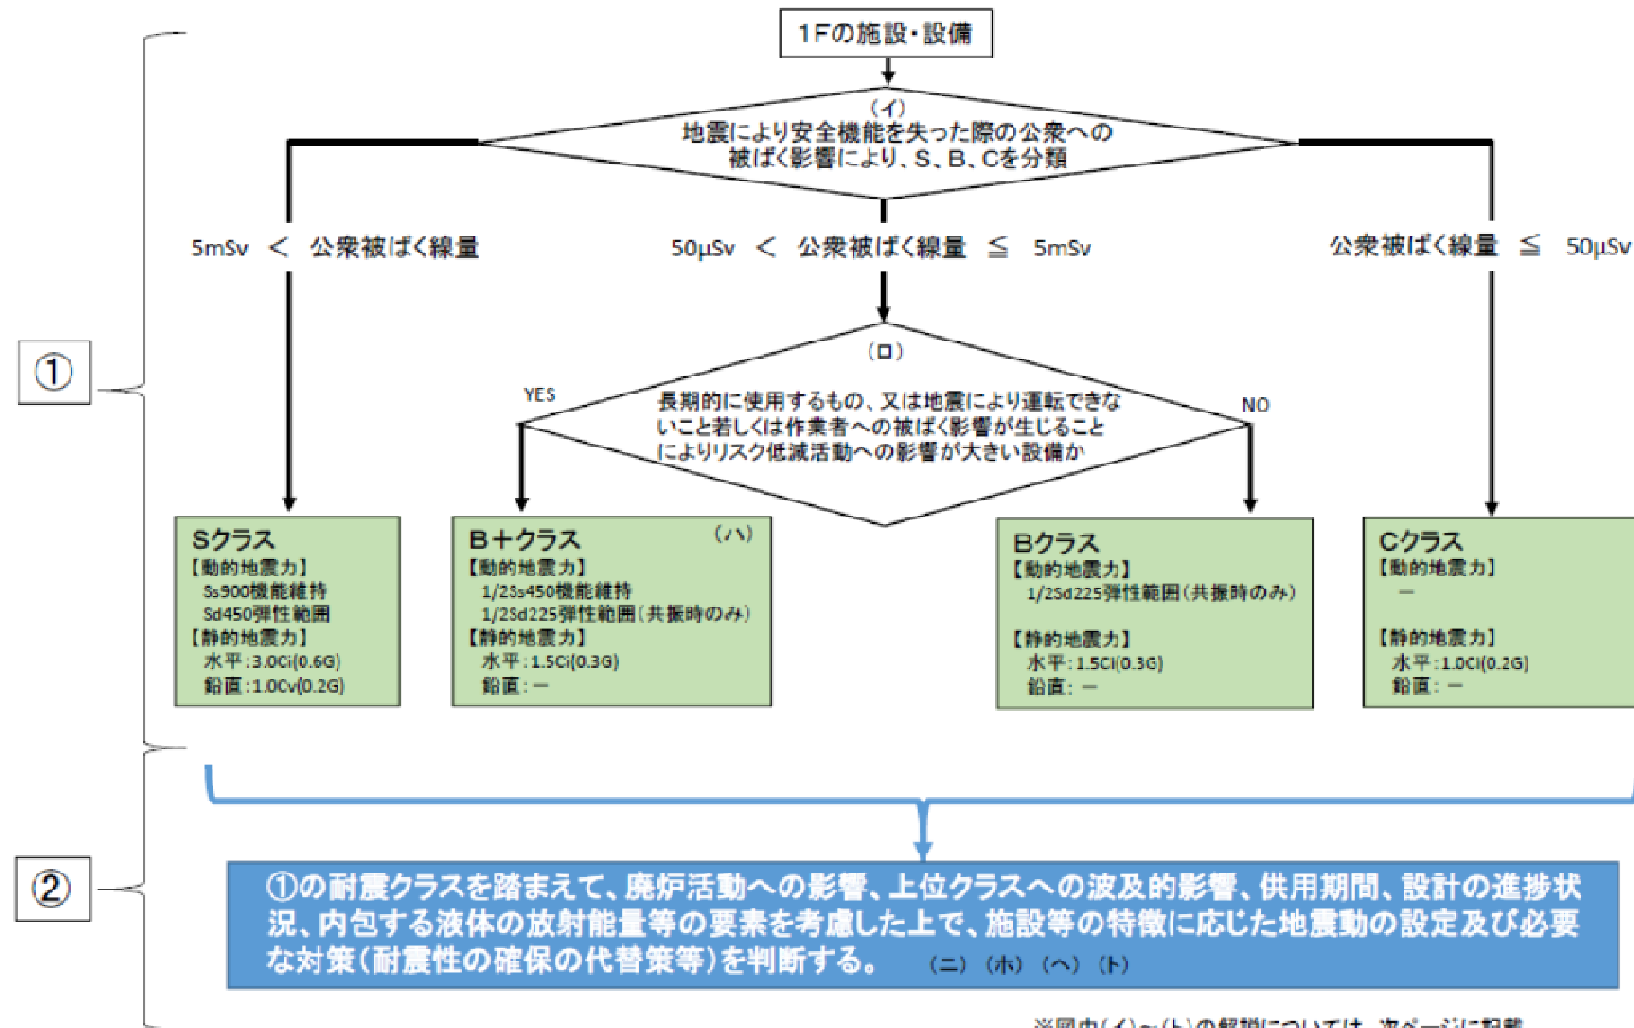 1Fの施設・設備
(イ)
地震により安全機能を失った際の公衆への
被ばく影響により、S、B、Cを分類
5mSv ＜ 公衆被ばく線量
50μSv ＜ 公衆被ばく線量 ≦ 5mSv
公衆被ばく線量 ≦ 50μSv
①
(ロ)
YES
NO
長期的に使用するもの、又は地震により運転できな
いこと若しくは作業者への被ばく影響が生じること
によりリスク低減活動への影響が大きい設備か
Sクラス
【動的地震力】
Ss900機能維持
Sd450弾性範囲
【静的地震力】
水平:3.0Ci(0.6G)
鉛直:1.0Cv(0.2G)
B＋クラス (ハ)
【動的地震力】
1/2Ss450機能維持
1/2Sd225弾性範囲(共振時のみ)
【静的地震力】
水平:1.5Ci(0.3G)
鉛直:－
Bクラス
【動的地震力】
1/2Sd225弾性範囲(共振時のみ)
【静的地震力】
水平:1.5Ci(0.3G)
鉛直: －
Cクラス
【動的地震力】
－
【静的地震力】
水平:1.0Ci(0.2G)
鉛直: －
②
①の耐震クラスを踏まえて、廃炉活動への影響、上位クラスへの波及的影響、供用期間、設計の進捗状
況、内包する液体の放射能量等の要素を考慮した上で、施設等の特徴に応じた地震動の設定及び必要
な対策(耐震性の確保の代替策等)を判断する。 (ニ) (ホ) (ヘ) (ト)
※図中(イ)~(ト)の解説については、次ページに記載